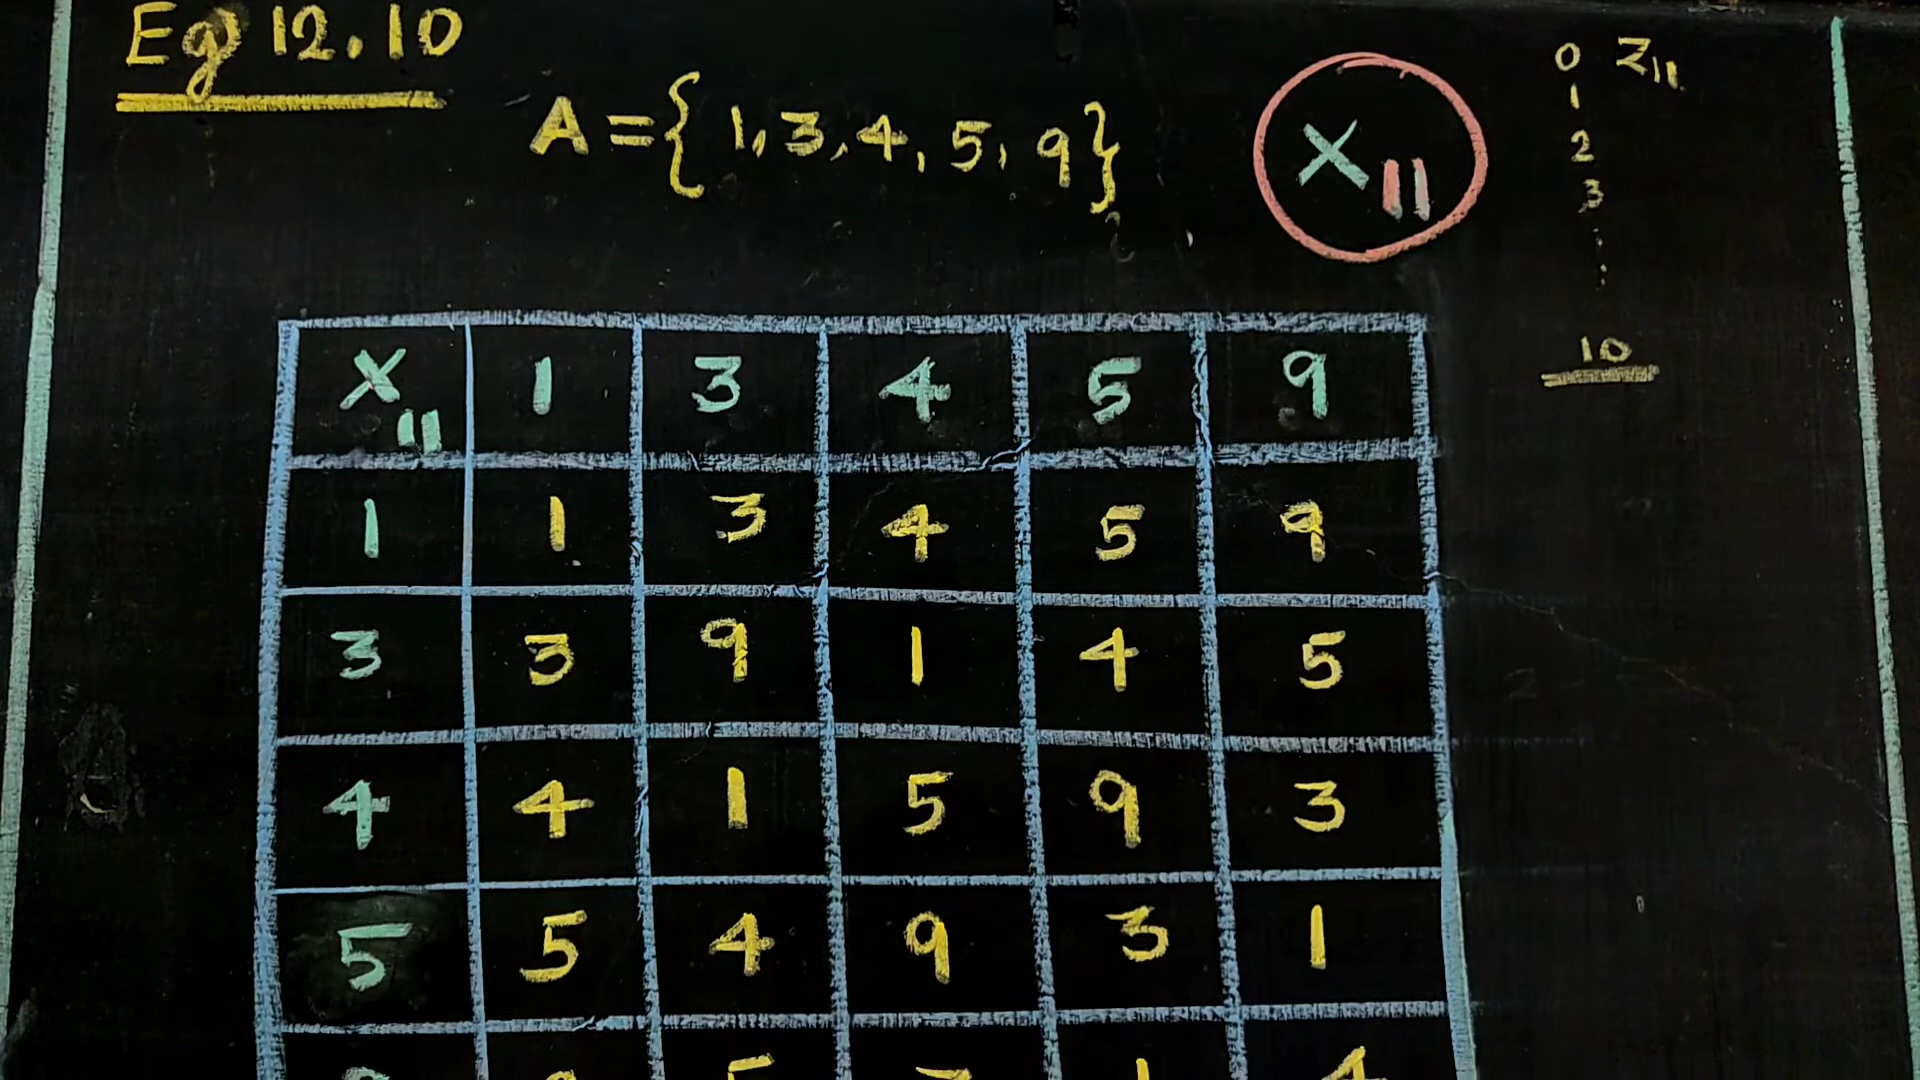 Eg 12.10
A = { 1, 3, 4, 5, 9 }
×11
0 Z11
1
2
3
⋮
10
×11 1 3 4 5 9
1 1 3 4 5 9
3 3 9 1 4 5
4 4 1 5 9 3
5 5 4 9 3 1